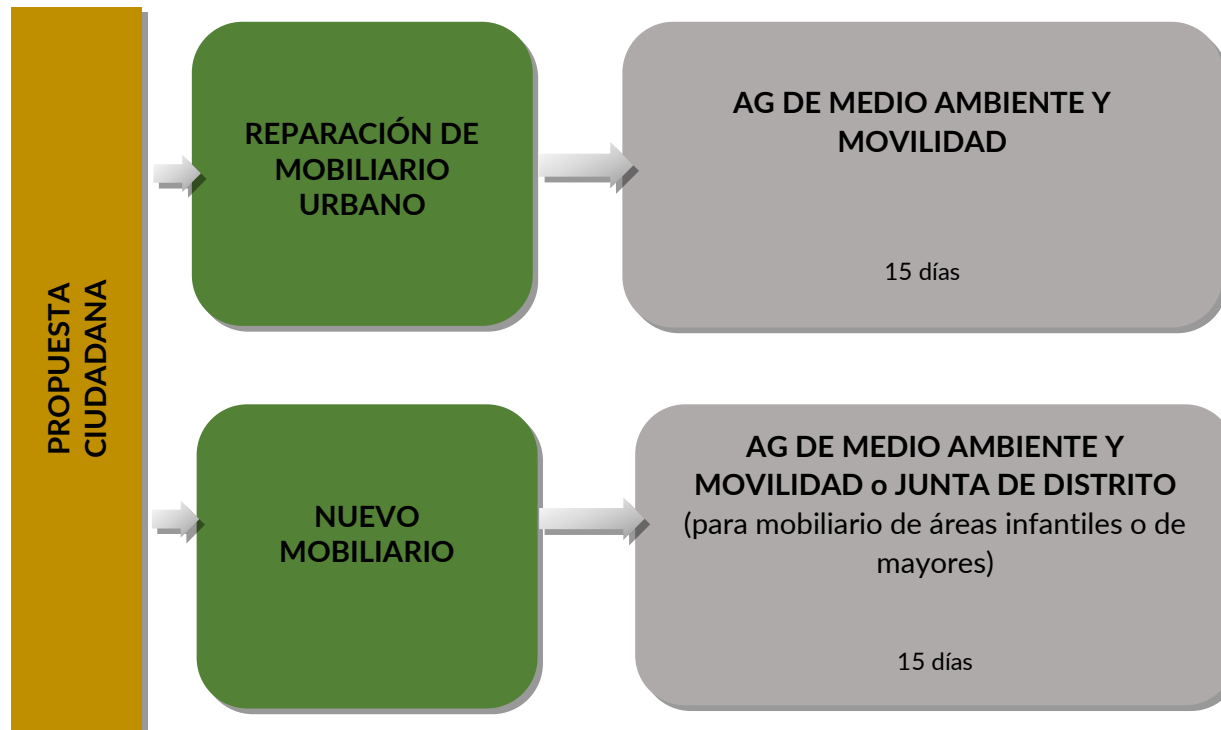 PROPUESTA
CIUDADANA
REPARACIÓN DE
MOBILIARIO
URBANO
AG DE MEDIO AMBIENTE Y
MOVILIDAD
15 días
NUEVO
MOBILIARIO
AG DE MEDIO AMBIENTE Y
MOVILIDAD o JUNTA DE DISTRITO
(para mobiliario de áreas infantiles o de
mayores)
15 días